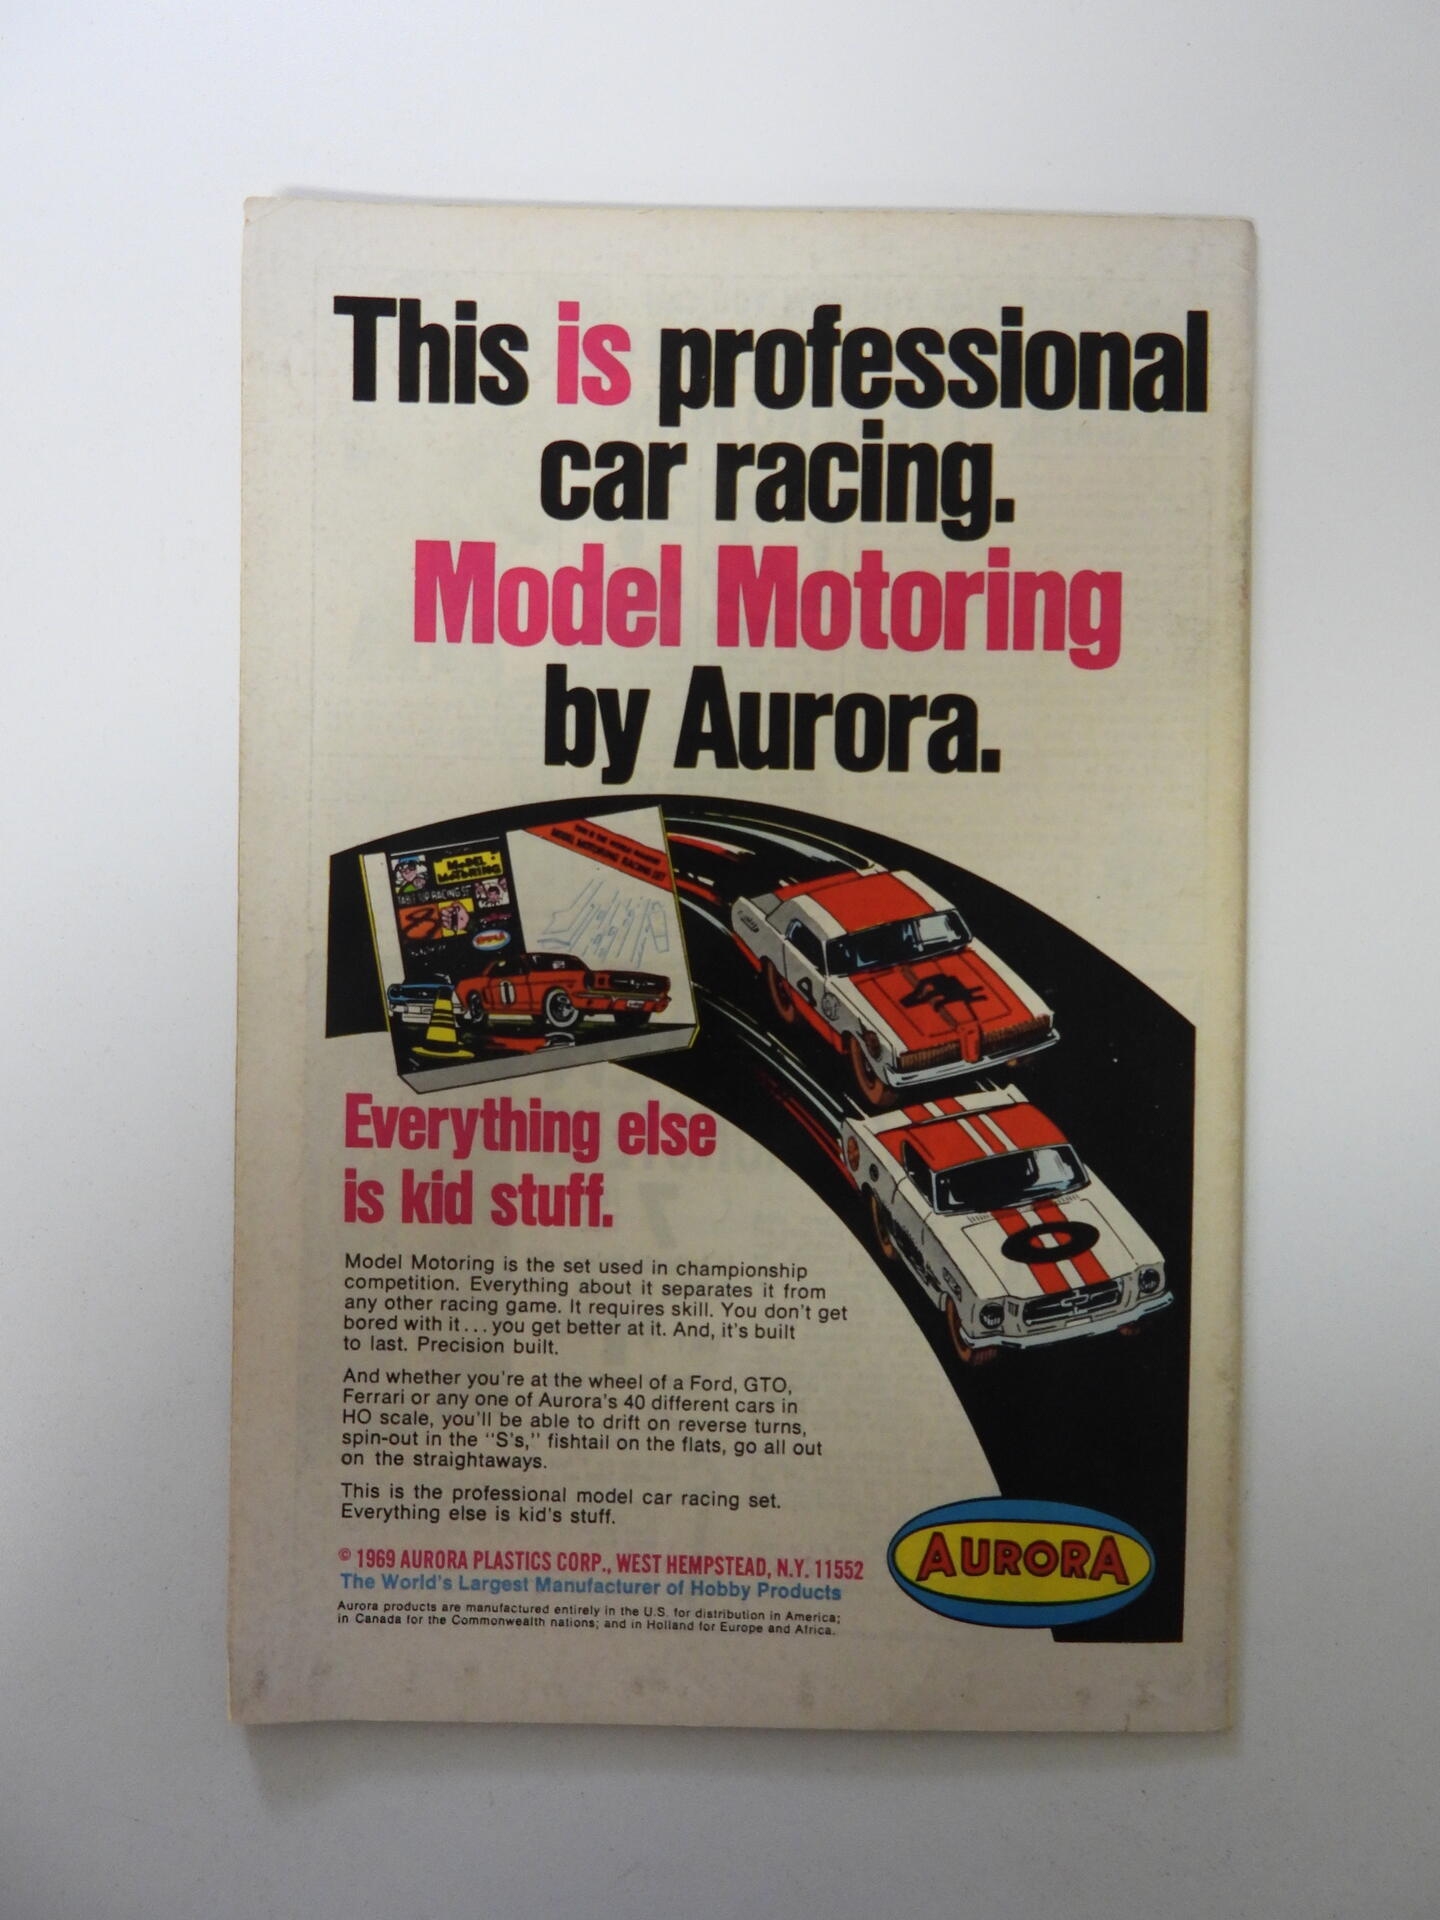 This is professional
car racing.
Model Motoring
by Aurora.
MODEL MOTORING
Everything else
is kid stuff.
Model Motoring is the set used in championship
competition. Everything about it separates it from
any other racing game. It requires skill. You don't get
bored with it...you get better at it. And, it's built
to last. Precision built.
And whether you're at the wheel of a Ford, GTO,
Ferrari or any one of Aurora's 40 different cars in
HO scale, you'll be able to drift on reverse turns,
spin-out in the "S's," fishtail on the flats, go all out
on the straightaways.
This is the professional model car racing set.
Everything else is kid's stuff.
© 1969 AURORA PLASTICS CORP., WEST HEMPSTEAD, N.Y. 11552
The World's Largest Manufacturer of Hobby Products
Aurora products are manufactured entirely in the U.S. for distribution in America;
in Canada for the Commonwealth nations; and in Holland for Europe and Africa.
AURORA